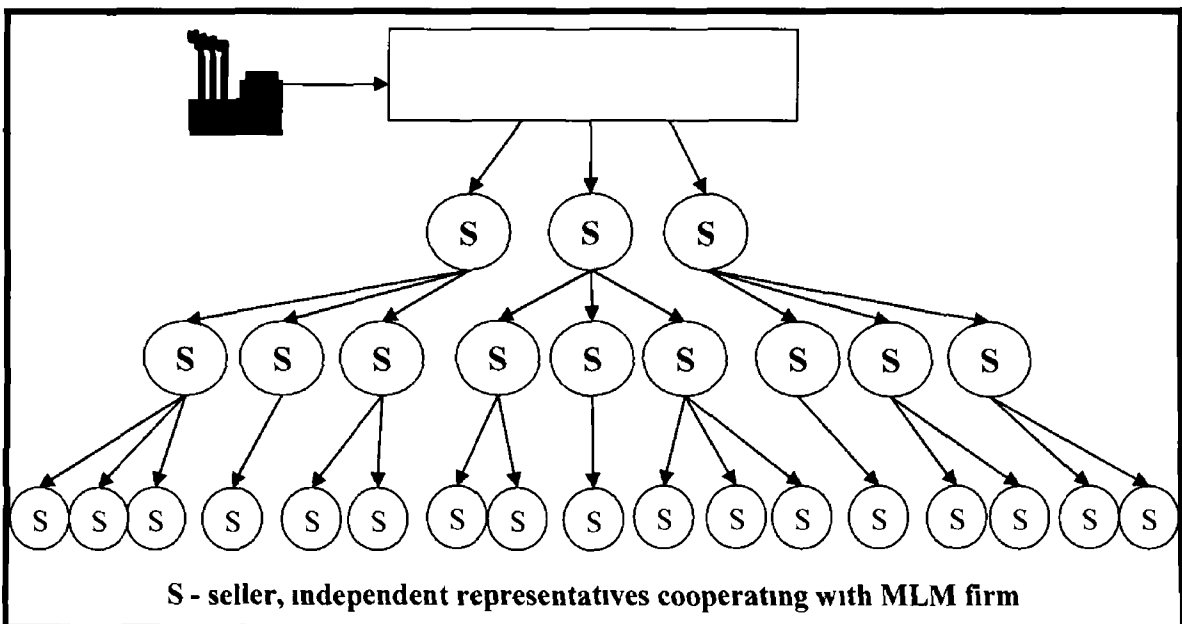 S S S
S S S S S S S S S
S S S S S S S S S S S S S S S S S
S - seller, independent representatives cooperating with MLM firm